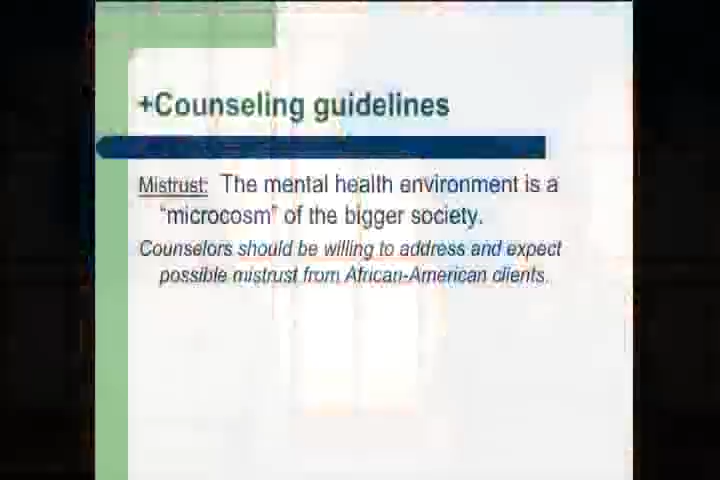 +Counseling guidelines
Mistrust: The mental health environment is a
"microcosm" of the bigger society.
Counselors should be willing to address and expect
possible mistrust from African-American clients.